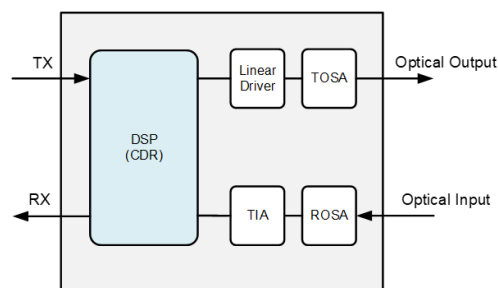 TX
Linear
Driver
TOSA
Optical Output
DSP
(CDR)
RX
TIA
ROSA
Optical Input